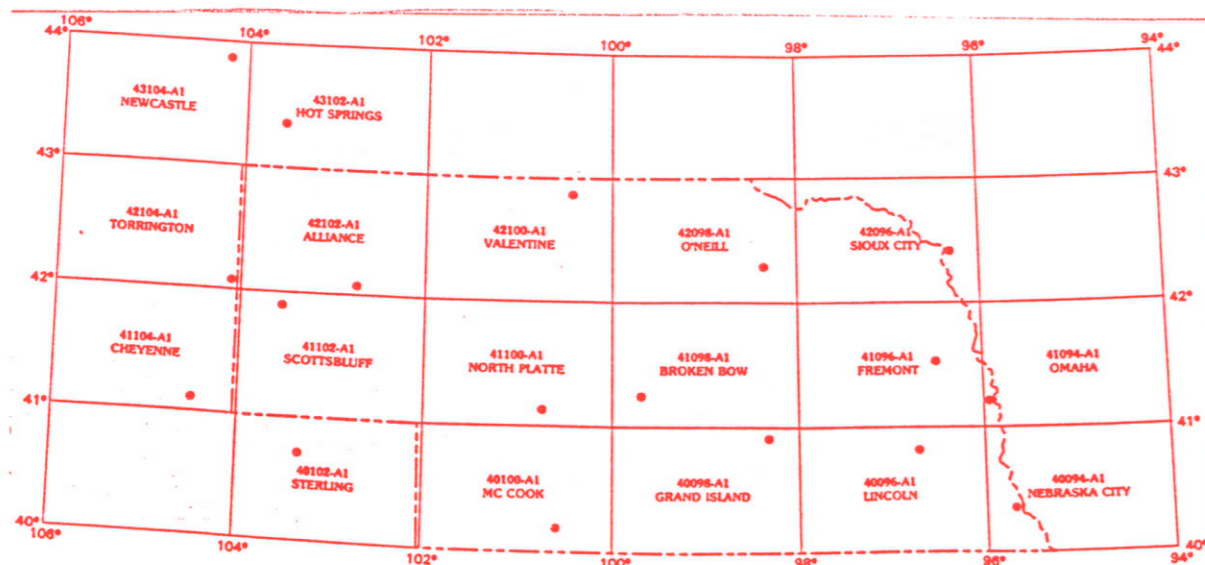 106°
44°
104°
102°
100°
98°
96°
94°
44°
43104-A1
NEWCASTLE
43102-A1
HOT SPRINGS
43°
43°
42104-A1
TORRINGTON
42102-A1
ALLIANCE
42100-A1
VALENTINE
42098-A1
O'NEILL
42096-A1
SIOUX CITY
42°
42°
41104-A1
CHEYENNE
41102-A1
SCOTTSBLUFF
41100-A1
NORTH PLATTE
41098-A1
BROKEN BOW
41096-A1
FREMONT
41094-A1
OMAHA
41°
41°
40102-A1
STERLING
40100-A1
MC COOK
40098-A1
GRAND ISLAND
40096-A1
LINCOLN
40094-A1
NEBRASKA CITY
40°
106°
104°
102°
100°
98°
96°
40°
94°